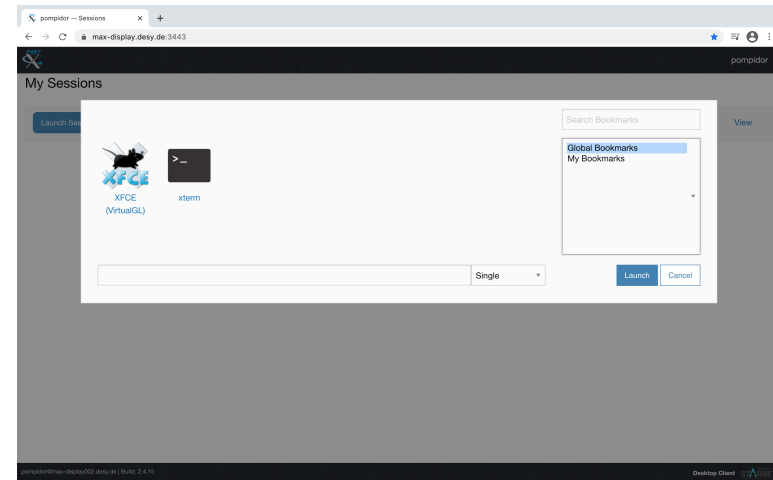 pompidor -- Sessions
max-display.desy.de:3443
FAST
X
pompidor
My Sessions
Launch Ses
View
Search Bookmarks
Global Bookmarks
My Bookmarks
>_
XFCE
XFCE
(VirtualGL)
xterm
Single
Launch
Cancel
pompidor@max-display002.desy.de | Build: 2.4.15
Desktop Client